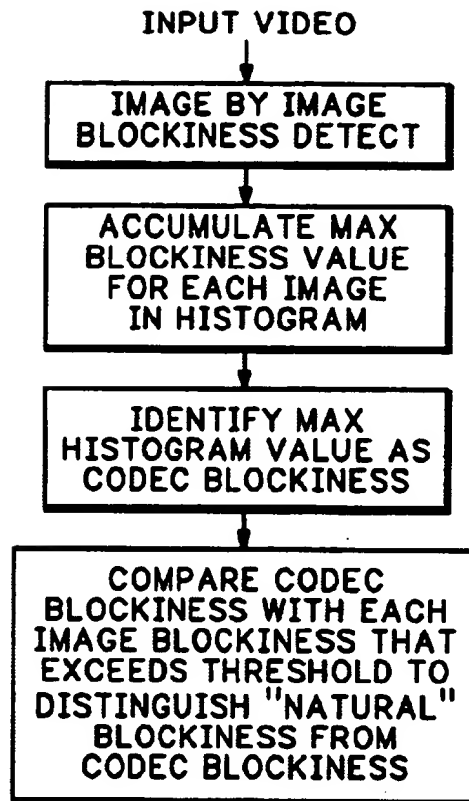 INPUT VIDEO
IMAGE BY IMAGE
BLOCKINESS DETECT
ACCUMULATE MAX
BLOCKINESS VALUE
FOR EACH IMAGE
IN HISTOGRAM
IDENTIFY MAX
HISTOGRAM VALUE AS
CODEC BLOCKINESS
COMPARE CODEC
BLOCKINESS WITH EACH
IMAGE BLOCKINESS THAT
EXCEEDS THRESHOLD TO
DISTINGUISH "NATURAL"
BLOCKINESS FROM
CODEC BLOCKINESS